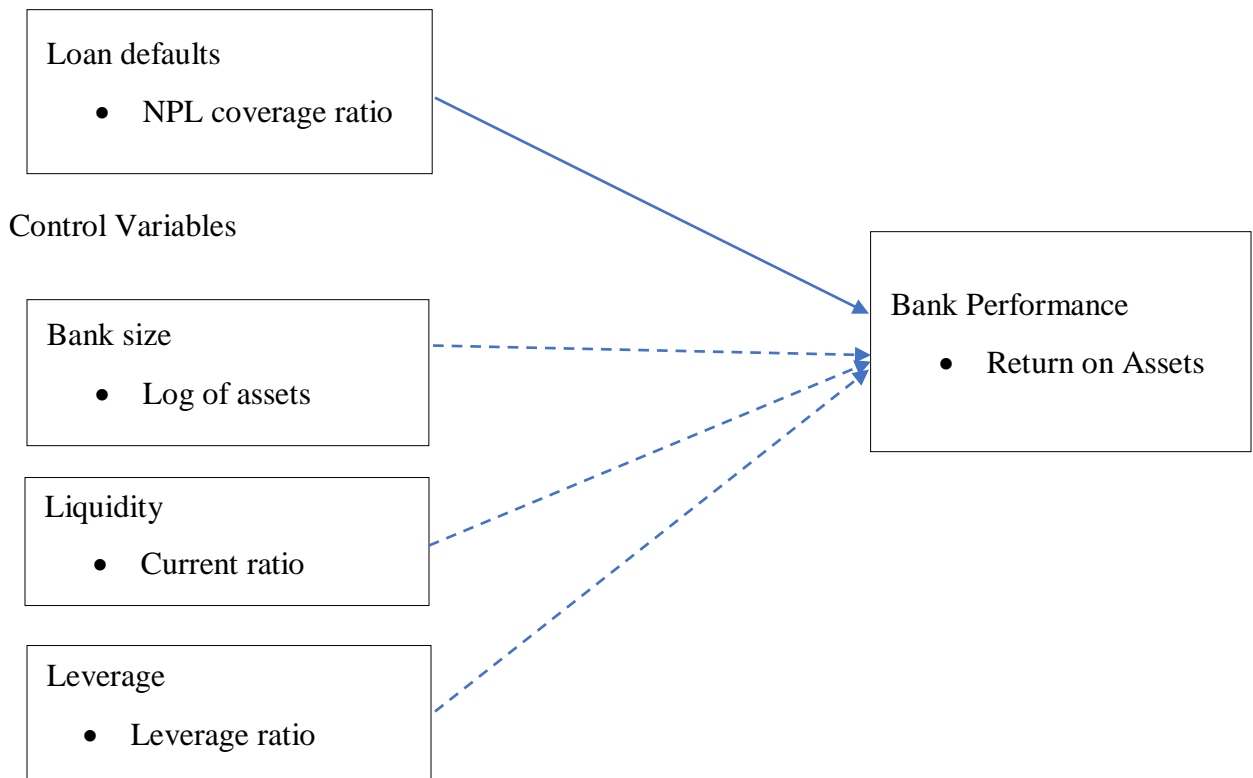 Loan defaults
• NPL coverage ratio
Control Variables
Bank size
• Log of assets
Liquidity
• Current ratio
Leverage
• Leverage ratio
Bank Performance
• Return on Assets